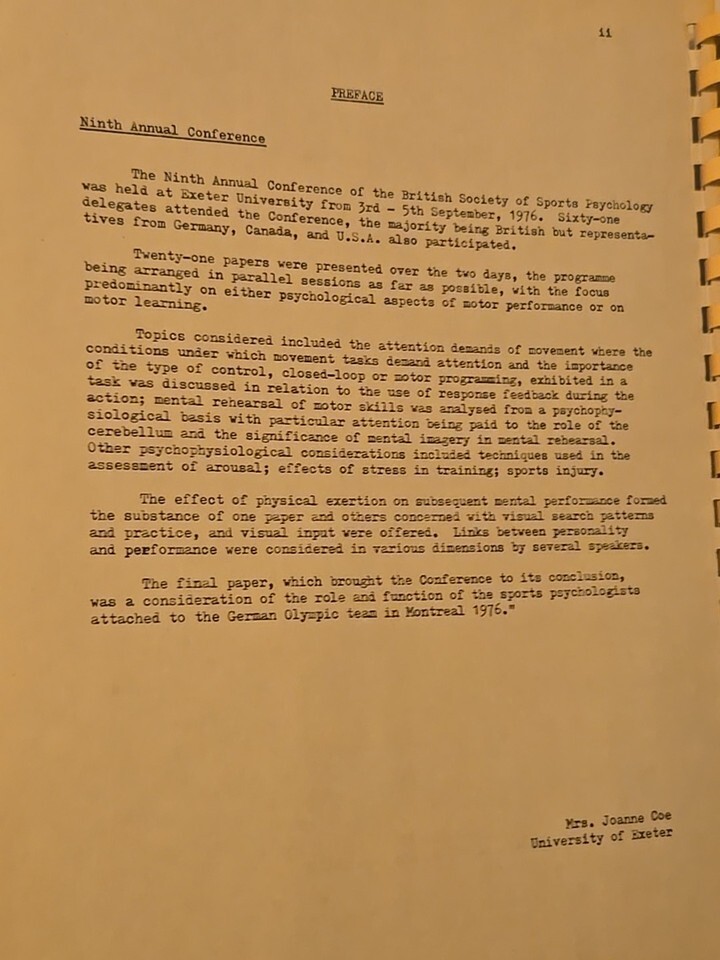 ii
PREFACE
Ninth Annual Conference
The Ninth Annual Conference of the British Society of Sports Psychology
was held at Exeter University from 3rd - 5th September, 1976. Sixty-one
delegates attended the Conference, the majority being British but representa-
tives from Germany, Canada, and U.S.A. also participated.
Twenty-one papers were presented over the two days, the programme
being arranged in parallel sessions as far as possible, with the focus
predominantly on either psychological aspects of motor performance or on
motor learning.
Topics considered included the attention demands of movement where the
conditions under which movement tasks demand attention and the importance
of the type of control, closed-loop or motor programming, exhibited in a
task was discussed in relation to the use of response feedback during the
action; mental rehearsal of motor skills was analysed from a psychophy-
siological basis with particular attention being paid to the role of the
cerebellum and the significance of mental imagery in mental rehearsal.
Other psychophysiological considerations included techniques used in the
assessment of arousal; effects of stress in training; sports injury.
The effect of physical exertion on subsequent mental performance formed
the substance of one paper and others concerned with visual search patterns
and practice, and visual input were offered. Links between personality
and performance were considered in various dimensions by several speakers.
The final paper, which brought the Conference to its conclusion,
was a consideration of the role and function of the sports psychologists
attached to the German Olympic team in Montreal 1976."
Mrs. Joanne Coe
University of Exeter